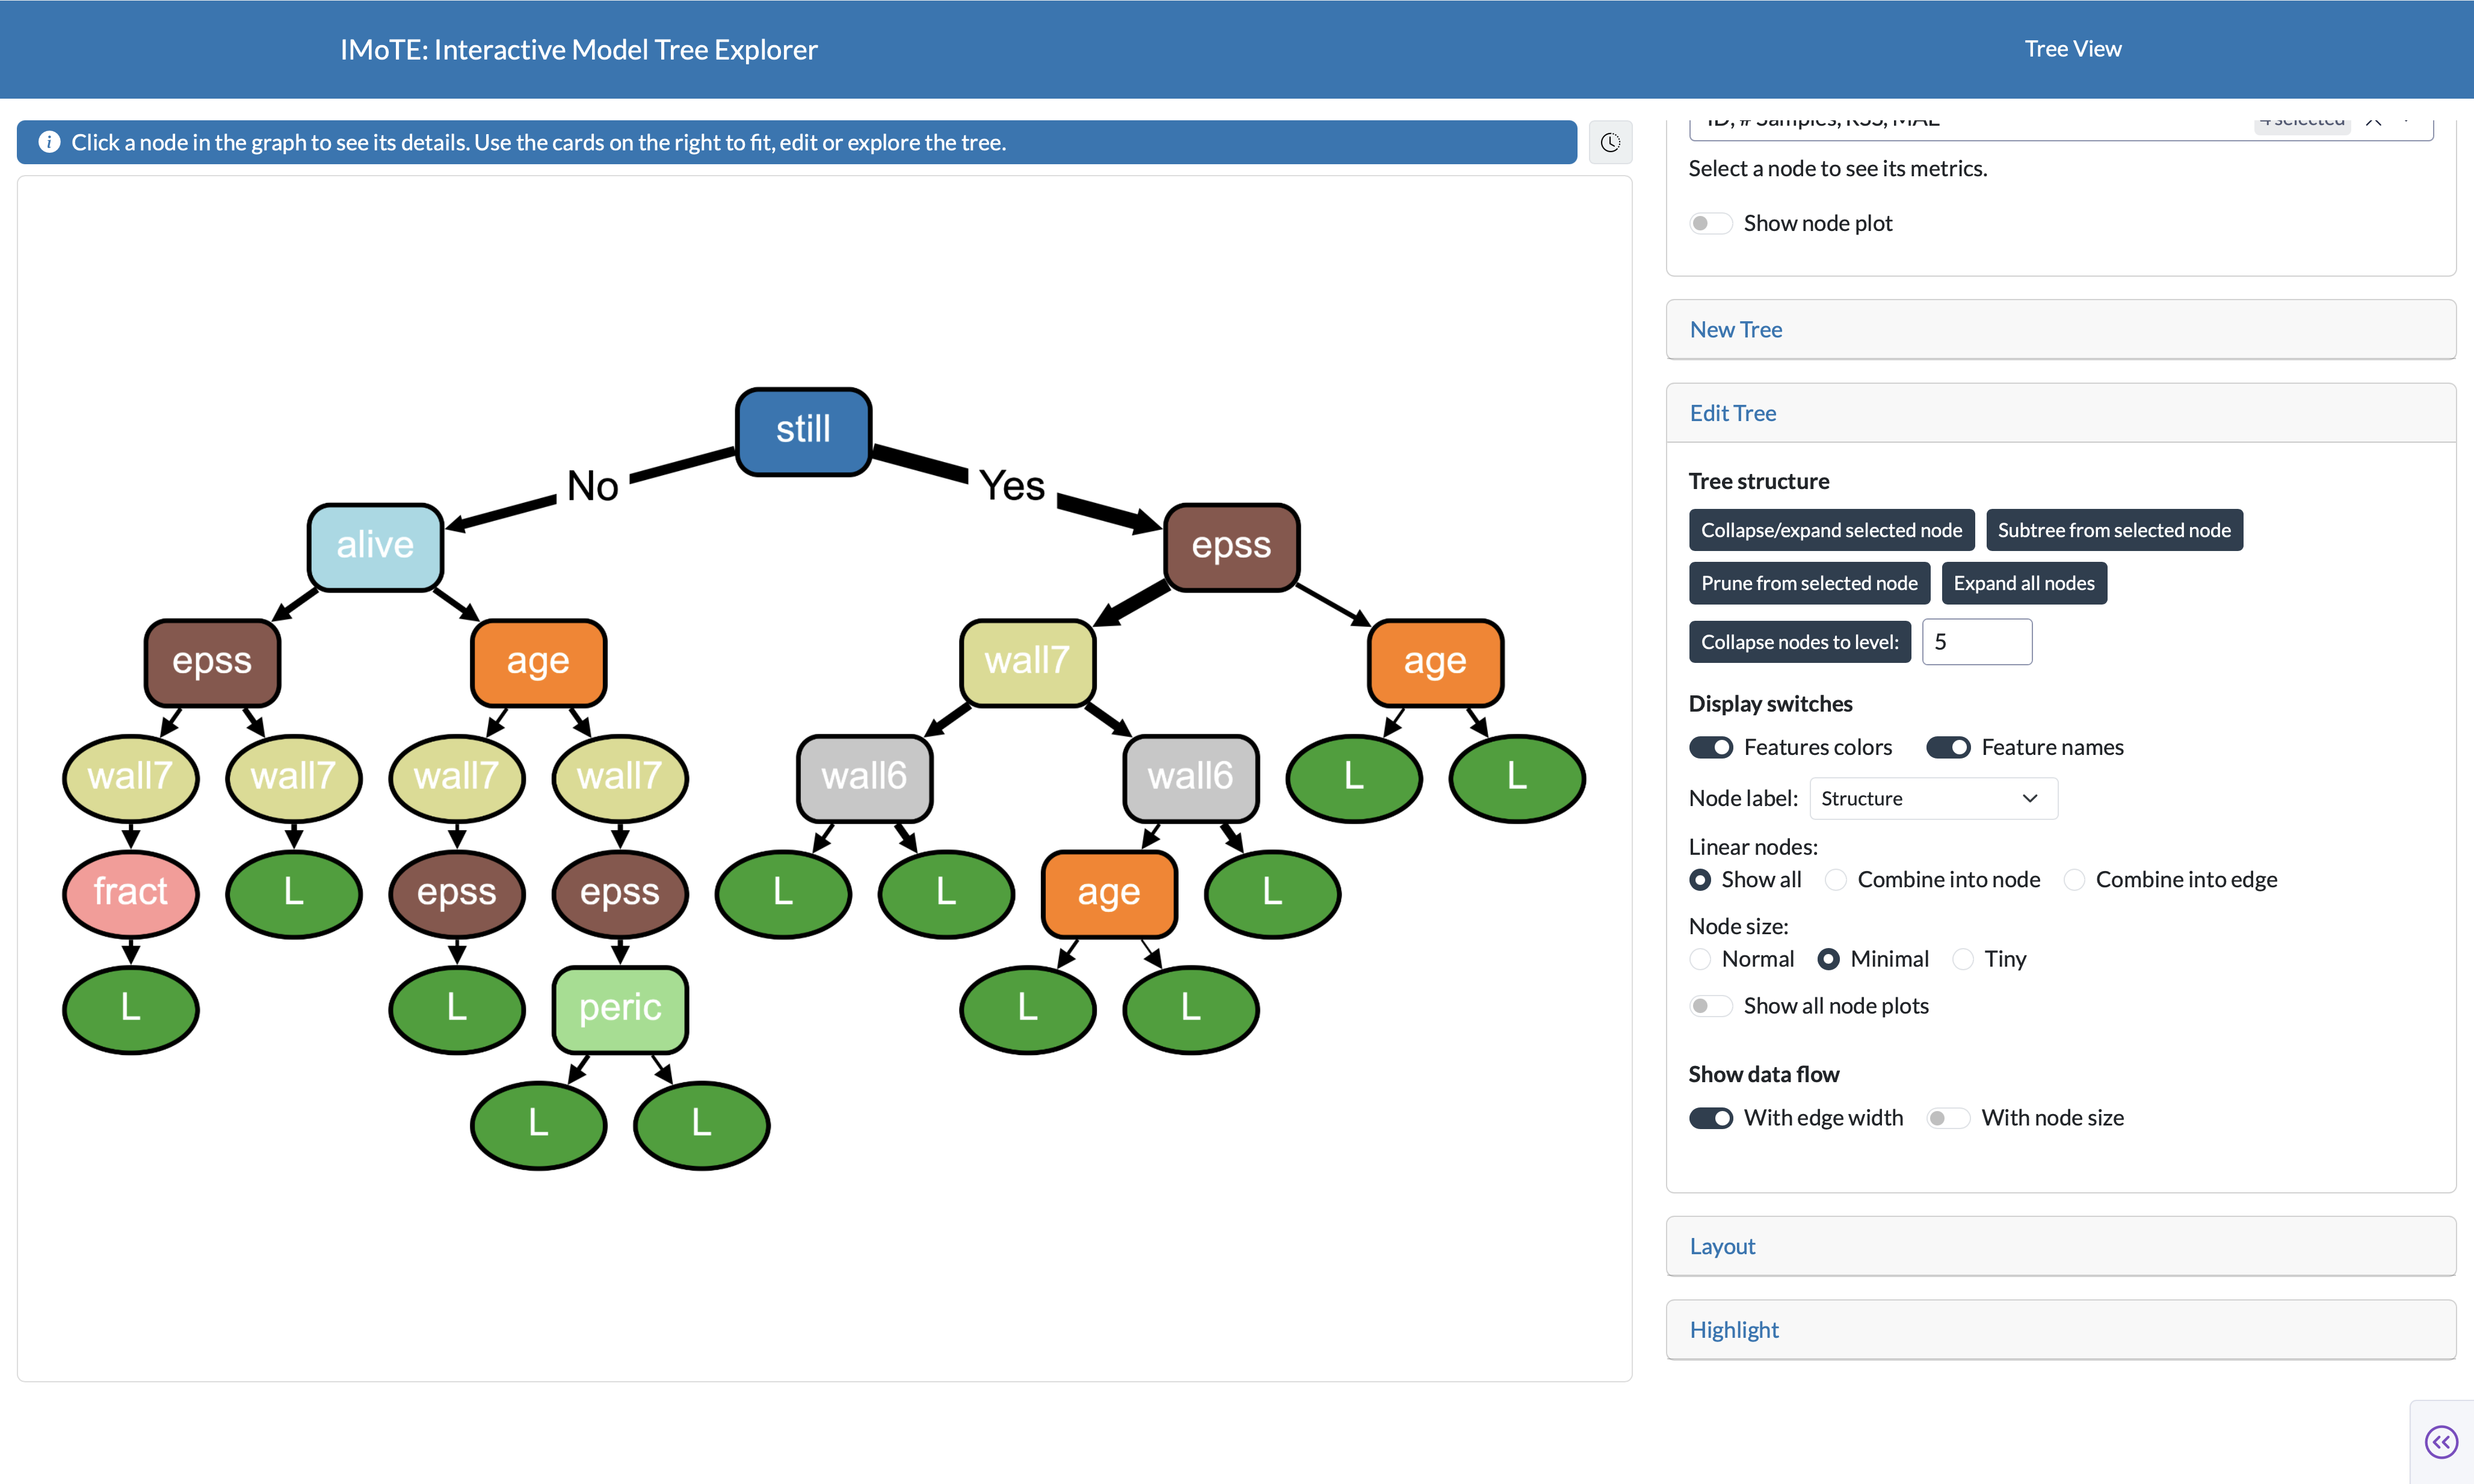 IMoTE: Interactive Model Tree Explorer
Tree View
Click a node in the graph to see its details. Use the cards on the right to fit, edit or explore the tree.
still
No
Yes
alive
epss
epss
age
wall7
age
wall7
wall7
wall7
wall7
wall6
wall6
L
L
fract
L
epss
epss
L
L
age
L
L
L
peric
L
L
L
L
ID, # Samples, RSS, MAE
4 selected
Select a node to see its metrics.
Show node plot
New Tree
Edit Tree
Tree structure
Collapse/expand selected node
Subtree from selected node
Prune from selected node
Expand all nodes
Collapse nodes to level:
5
Display switches
Features colors
Feature names
Node label:
Structure
Linear nodes:
Show all
Combine into node
Combine into edge
Node size:
Normal
Minimal
Tiny
Show all node plots
Show data flow
With edge width
With node size
Layout
Highlight